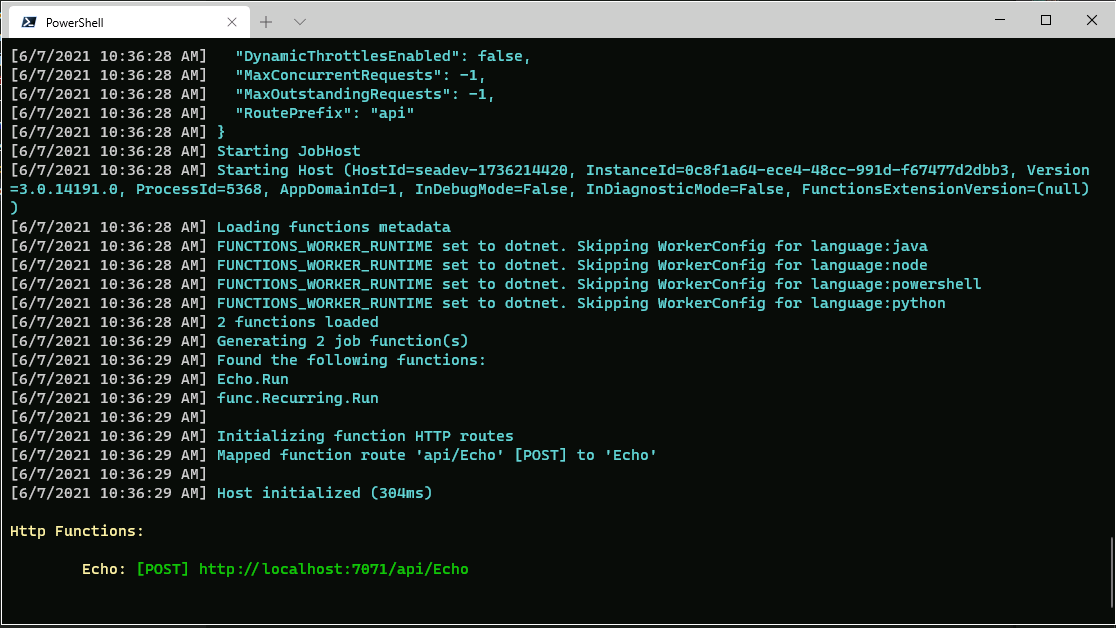 PowerShell
[6/7/2021 10:36:28 AM]   "DynamicThrottlesEnabled": false,
[6/7/2021 10:36:28 AM]   "MaxConcurrentRequests": -1,
[6/7/2021 10:36:28 AM]   "MaxOutstandingRequests": -1,
[6/7/2021 10:36:28 AM]   "RoutePrefix": "api"
[6/7/2021 10:36:28 AM] }
[6/7/2021 10:36:28 AM] Starting JobHost
[6/7/2021 10:36:28 AM] Starting Host (HostId=seadev-1736214420, InstanceId=0c8f1a64-ece4-48cc-991d-f67477d2dbb3, Version
=3.0.14191.0, ProcessId=5368, AppDomainId=1, InDebugMode=False, InDiagnosticMode=False, FunctionsExtensionVersion=(null)
)
[6/7/2021 10:36:28 AM] Loading functions metadata
[6/7/2021 10:36:28 AM] FUNCTIONS_WORKER_RUNTIME set to dotnet. Skipping WorkerConfig for language:java
[6/7/2021 10:36:28 AM] FUNCTIONS_WORKER_RUNTIME set to dotnet. Skipping WorkerConfig for language:node
[6/7/2021 10:36:28 AM] FUNCTIONS_WORKER_RUNTIME set to dotnet. Skipping WorkerConfig for language:powershell
[6/7/2021 10:36:28 AM] FUNCTIONS_WORKER_RUNTIME set to dotnet. Skipping WorkerConfig for language:python
[6/7/2021 10:36:28 AM] 2 functions loaded
[6/7/2021 10:36:29 AM] Generating 2 job function(s)
[6/7/2021 10:36:29 AM] Found the following functions:
[6/7/2021 10:36:29 AM] Echo.Run
[6/7/2021 10:36:29 AM] func.Recurring.Run
[6/7/2021 10:36:29 AM]
[6/7/2021 10:36:29 AM] Initializing function HTTP routes
[6/7/2021 10:36:29 AM] Mapped function route 'api/Echo' [POST] to 'Echo'
[6/7/2021 10:36:29 AM]
[6/7/2021 10:36:29 AM] Host initialized (304ms)
Http Functions:
Echo: [POST] http://localhost:7071/api/Echo